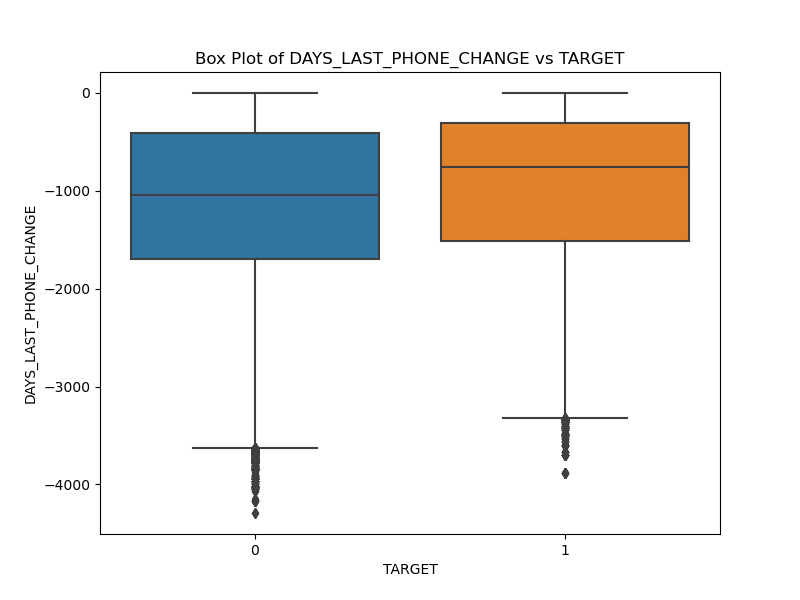 Box Plot of DAYS_LAST_PHONE_CHANGE vs TARGET
DAYS_LAST_PHONE_CHANGE
0
−1000
−2000
−3000
−4000
0 1
TARGET